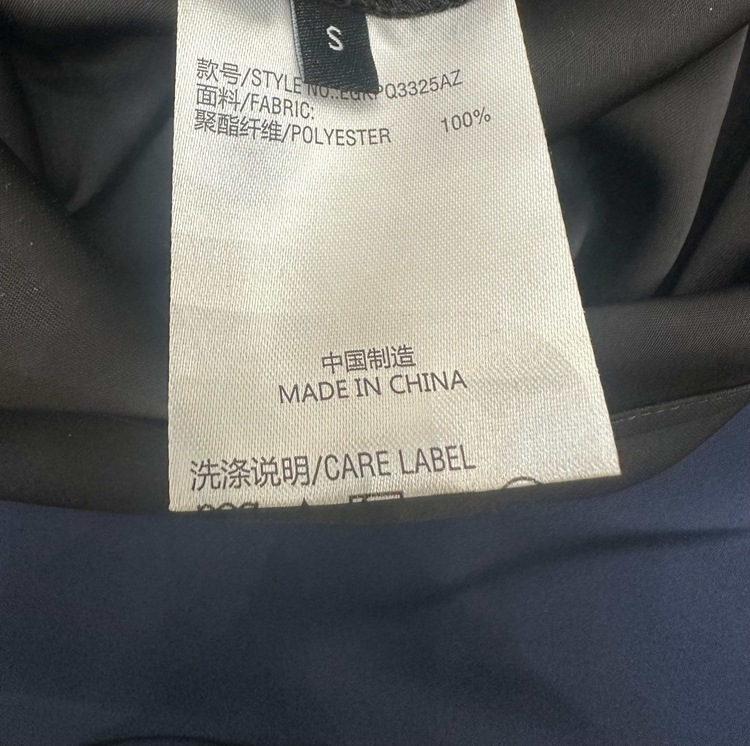 S
款号/STYLE NO.:EQKPQ3325AZ
面料/FABRIC:
聚酯纤维/POLYESTER 100%
中国制造
MADE IN CHINA
洗涤说明/CARE LABEL